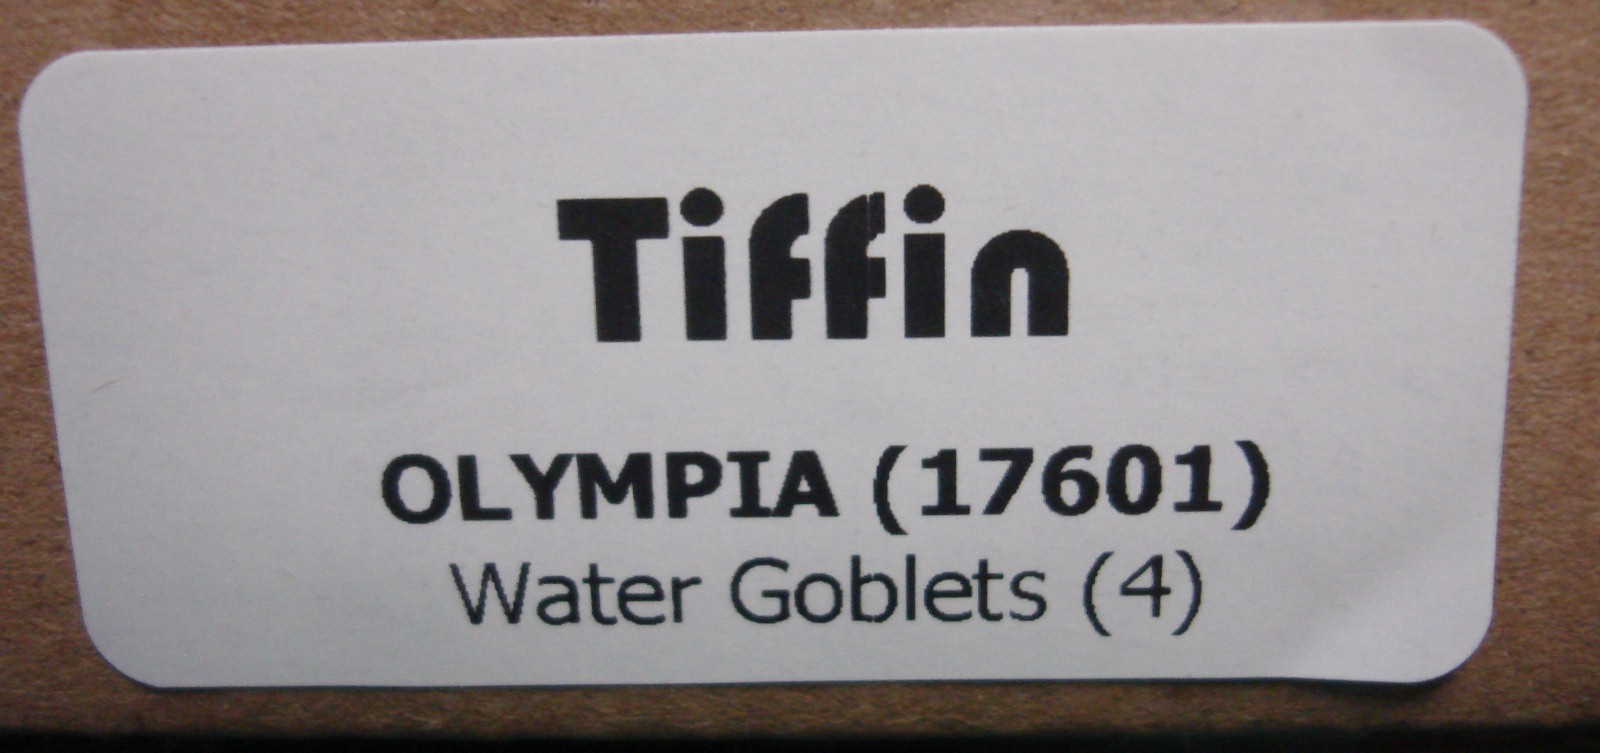 Tiffin
OLYMPIA (17601)
Water Goblets (4)